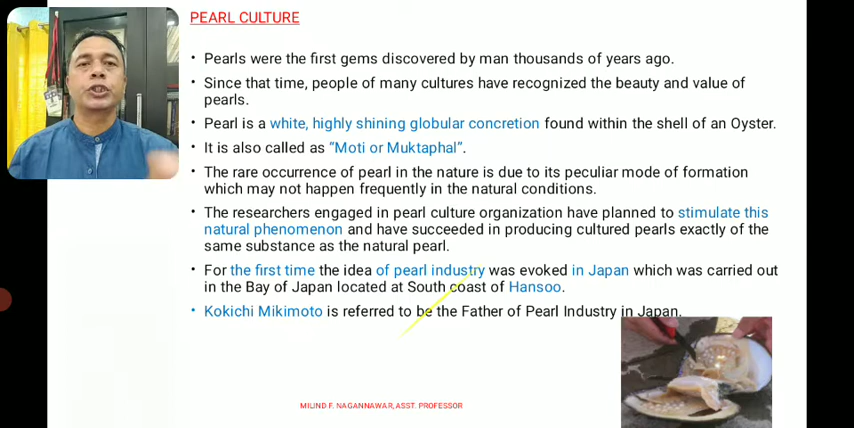 PEARL CULTURE
• Pearls were the first gems discovered by man thousands of years ago.
• Since that time, people of many cultures have recognized the beauty and value of
pearls.
• Pearl is a white, highly shining globular concretion found within the shell of an Oyster.
• It is also called as “Moti or Muktaphal”.
• The rare occurrence of pearl in the nature is due to its peculiar mode of formation
which may not happen frequently in the natural conditions.
• The researchers engaged in pearl culture organization have planned to stimulate this
natural phenomenon and have succeeded in producing cultured pearls exactly of the
same substance as the natural pearl.
• For the first time the idea of pearl industry was evoked in Japan which was carried out
in the Bay of Japan located at South coast of Hansoo.
• Kokichi Mikimoto is referred to be the Father of Pearl Industry in Japan.
MILIND F. NAGANNAWAR, ASST. PROFESSOR